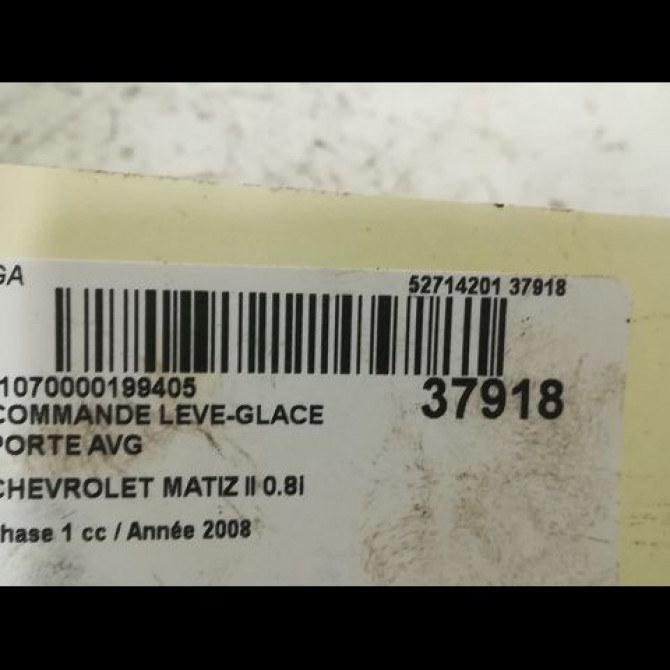 GA
52714201 37918
1070000199405
37918
COMMANDE LEVE-GLACE
PORTE AVG
CHEVROLET MATIZ II 0.8i
hase 1 cc / Année 2008